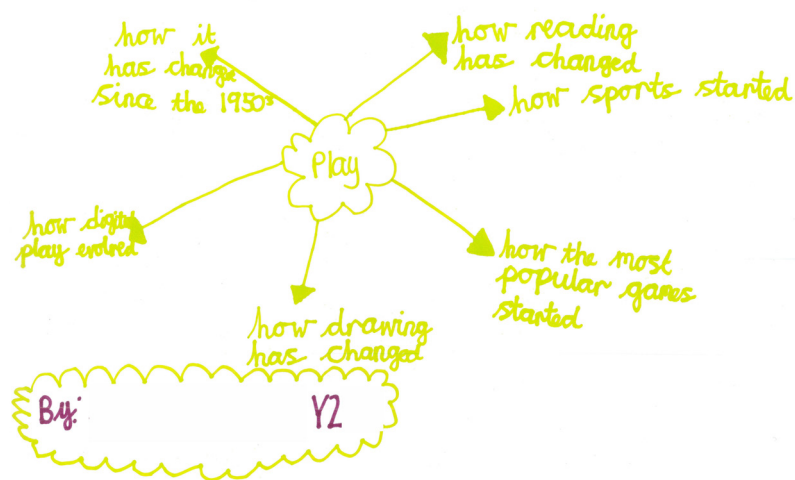 how it
has change
since the 1950s
how reading
has changed
how sports started
Play
how digital
play evolved
how the most
popular games
started
how drawing
has changed
By: Y2